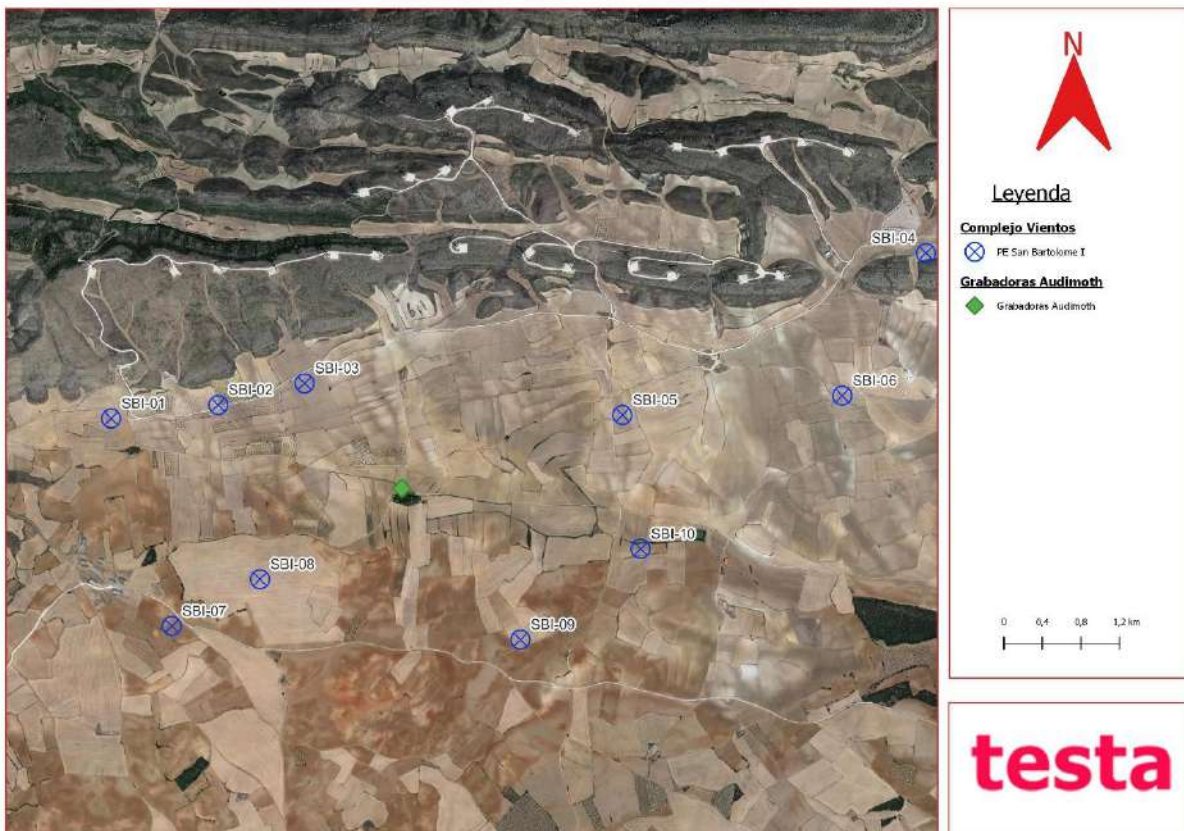 N
Leyenda
Complejo Vientos
PE San Bartolome I
Grabadoras Audimoth
Grabadoras Audimoth
SBI-04
SBI-03
SBI-02
SBI-06
SBI-01
SBI-05
SBI-10
SBI-08
SBI-07
SBI-09
0 0,4 0,8 1,2 km
testa